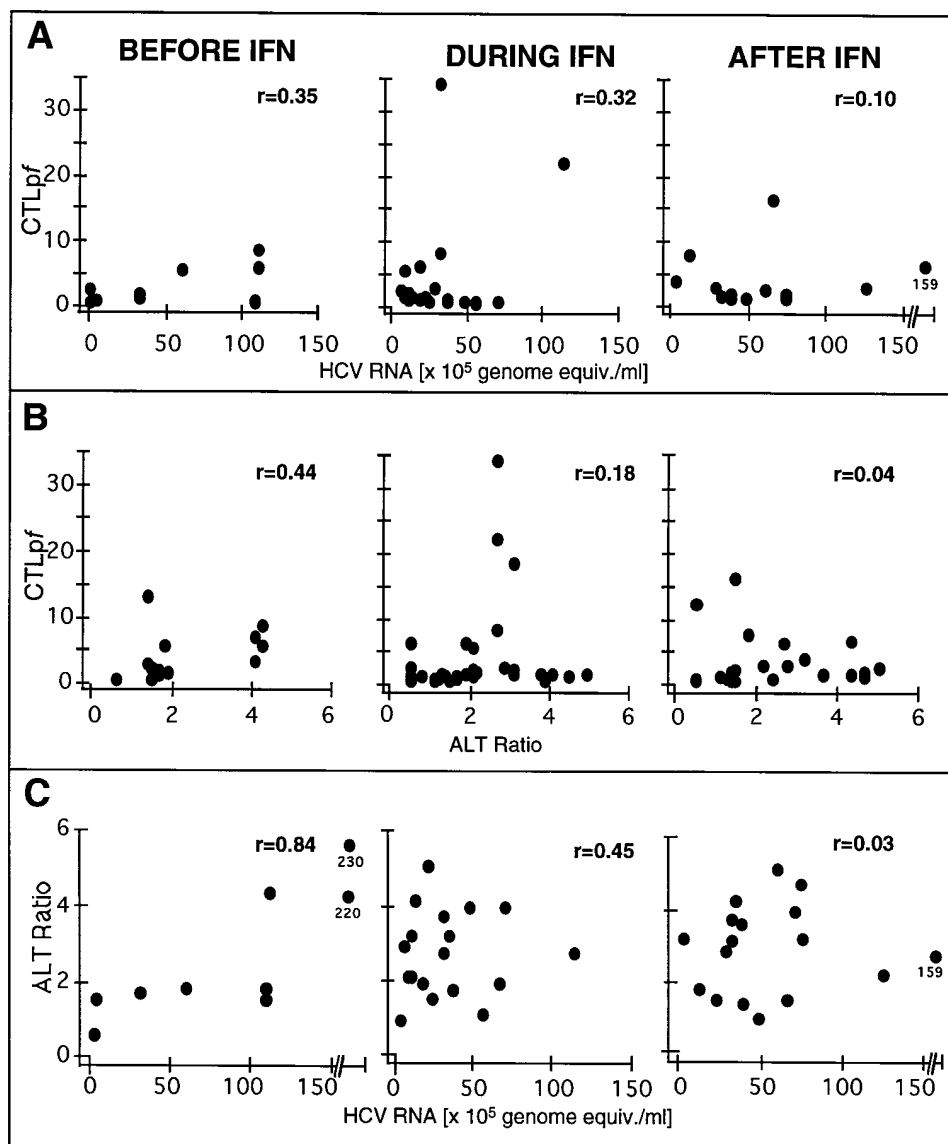 A
BEFORE IFN
DURING IFN
AFTER IFN
r=0.35
r=0.32
r=0.10
CTLpf
30
20
10
0
159
0 50 100 150
0 50 100 150
0 50 100 150
HCV RNA [x 10⁵ genome equiv./ml]
B
r=0.44
r=0.18
r=0.04
CTLpf
30
20
10
0
0 2 4 6
0 2 4 6
0 2 4 6
ALT Ratio
C
r=0.84
r=0.45
r=0.03
ALT Ratio
6
4
2
0
230
220
159
0 50 100 150
0 50 100 150
0 50 100 150
HCV RNA [x 10⁵ genome equiv./ml]